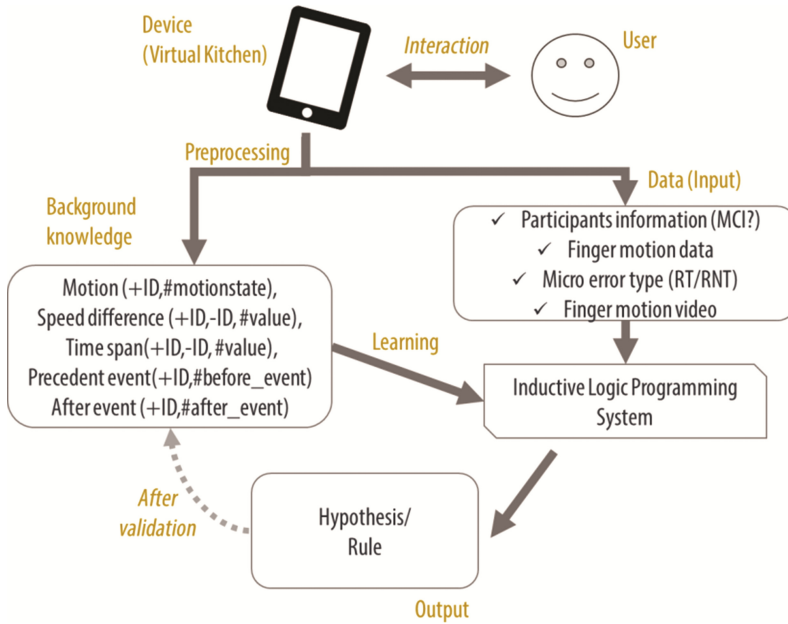 Device
(Virtual Kitchen)
Interaction
User
Preprocessing
Data (Input)
Background
knowledge
✓ Participants information (MCI?)
✓ Finger motion data
✓ Micro error type (RT/RNT)
✓ Finger motion video
Motion (+ID,#motionstate),
Speed difference (+ID,-ID, #value),
Time span(+ID,-ID, #value),
Precedent event(+ID,#before_event)
After event (+ID,#after_event)
Learning
Inductive Logic Programming
System
After
validation
Hypothesis/
Rule
Output